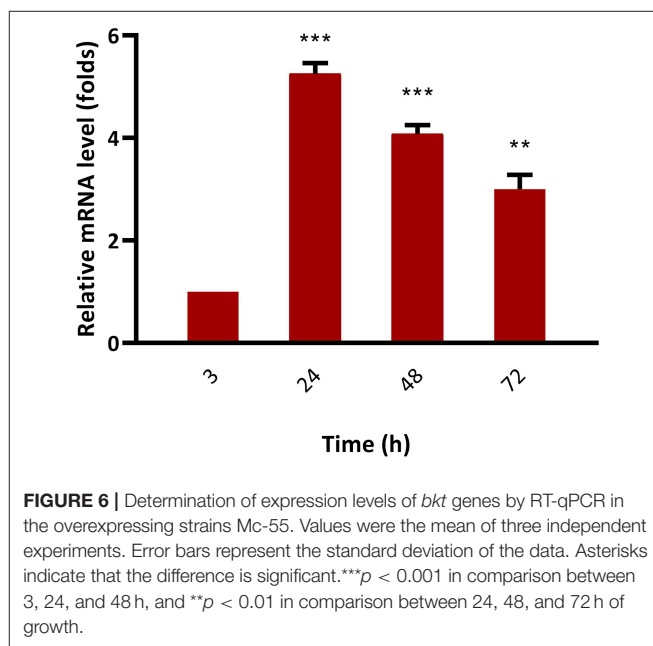 Relative mRNA level (folds)
6
4
2
0
***
***
**
3
24
48
72
Time (h)
FIGURE 6 | Determination of expression levels of bkt genes by RT-qPCR in
the overexpressing strains Mc-55. Values were the mean of three independent
experiments. Error bars represent the standard deviation of the data. Asterisks
indicate that the difference is significant.***p < 0.001 in comparison between
3, 24, and 48 h, and **p < 0.01 in comparison between 24, 48, and 72 h of
growth.